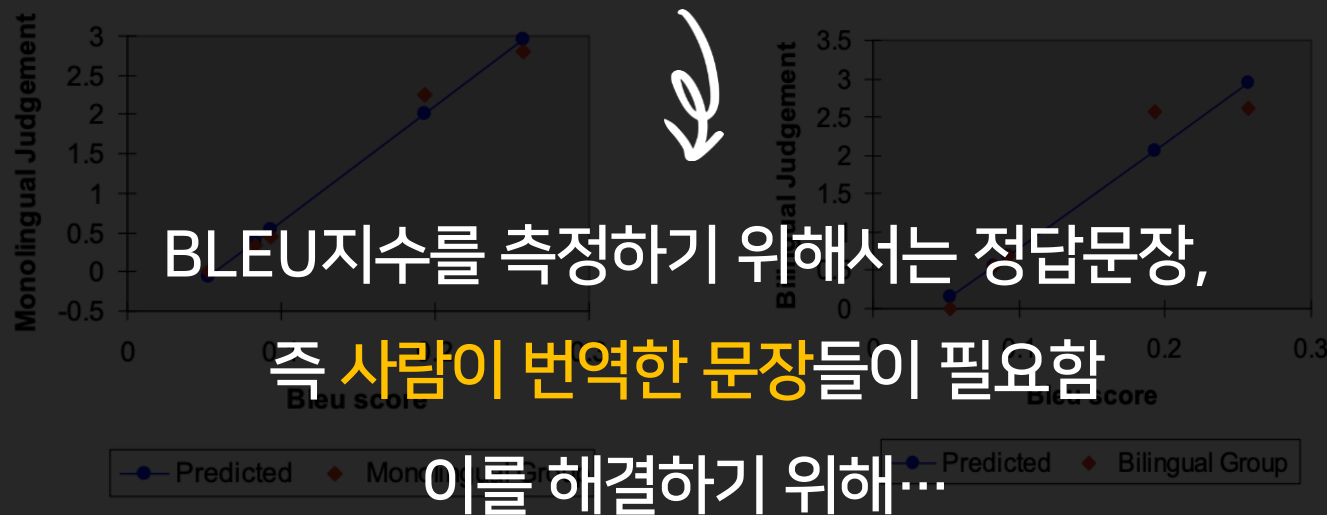 Monolingual Judgement
3
2.5
2
1.5
1
0.5
0
-0.5
0
0.2
Bleu score
Predicted
Bilingual Judgement
3.5
3
2.5
2
1.5
0
0.1
0.2
0.3
Bleu score
Predicted
Bilingual Group
BLEU지수를 측정하기 위해서는 정답문장,
즉 사람이 번역한 문장들이 필요함
이를 해결하기 위해…